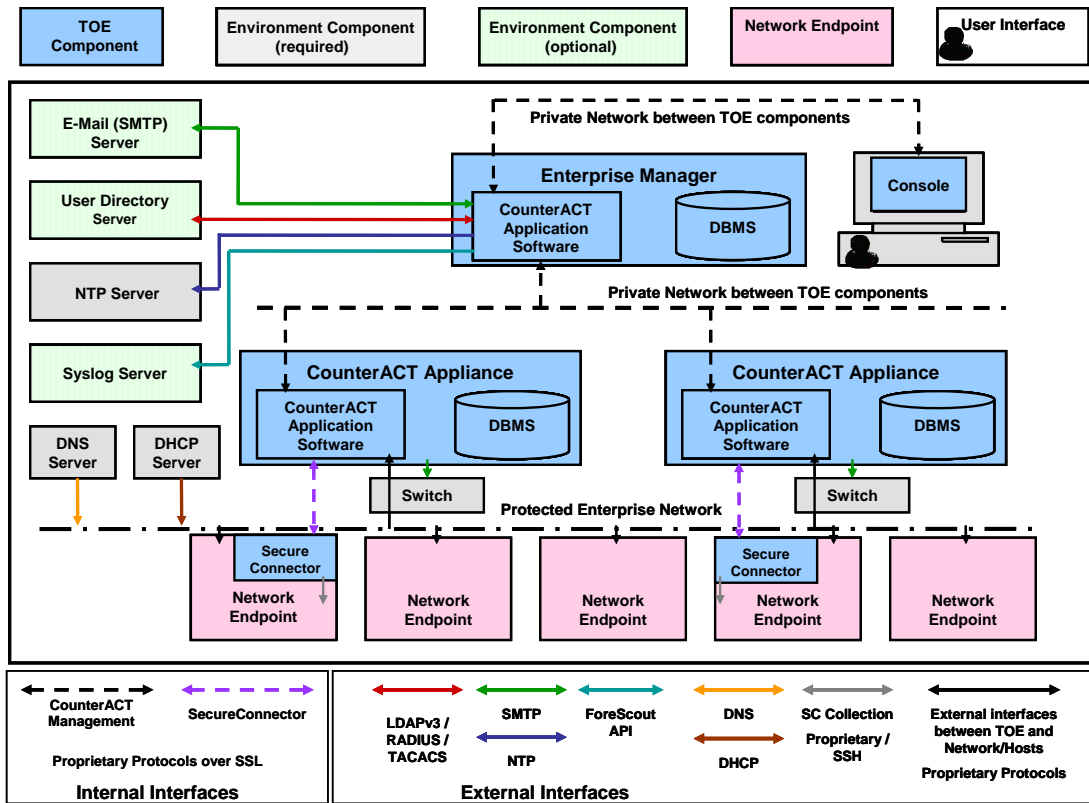 TOE
Component
Environment Component
(required)
Environment Component
(optional)
Network Endpoint
User Interface
E-Mail (SMTP)
Server
User Directory
Server
NTP Server
Syslog Server
DNS
Server
DHCP
Server
Private Network between TOE components
Enterprise Manager
CounterACT
Application
Software
DBMS
Console
Private Network between TOE components
CounterACT Appliance
CounterACT
Application
Software
DBMS
CounterACT Appliance
CounterACT
Application
Software
DBMS
Switch
Switch
Protected Enterprise Network
Secure
Connector
Network
Endpoint
Network
Endpoint
Network
Endpoint
Secure
Connector
Network
Endpoint
Network
Endpoint
CounterACT
Management
SecureConnector
Proprietary Protocols over SSL
Internal Interfaces
LDAPv3 /
RADIUS /
TACACS
SMTP
NTP
ForeScout
API
DNS
DHCP
SC Collection
Proprietary /
SSH
External interfaces
between TOE and
Network/Hosts
Proprietary Protocols
External Interfaces